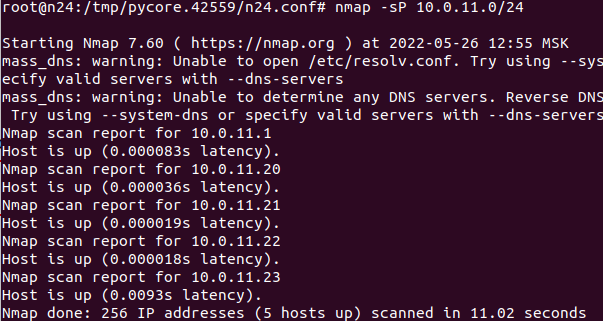 root@n24:/tmp/pycore.42559/n24.conf# nmap -sP 10.0.11.0/24
Starting Nmap 7.60 ( https://nmap.org ) at 2022-05-26 12:55 MSK
mass_dns: warning: Unable to open /etc/resolv.conf. Try using --sys
ecify valid servers with --dns-servers
mass_dns: warning: Unable to determine any DNS servers. Reverse DNS
Try using --system-dns or specify valid servers with --dns-servers
Nmap scan report for 10.0.11.1
Host is up (0.000083s latency).
Nmap scan report for 10.0.11.20
Host is up (0.000036s latency).
Nmap scan report for 10.0.11.21
Host is up (0.000019s latency).
Nmap scan report for 10.0.11.22
Host is up (0.000018s latency).
Nmap scan report for 10.0.11.23
Host is up (0.0093s latency).
Nmap done: 256 IP addresses (5 hosts up) scanned in 11.02 seconds